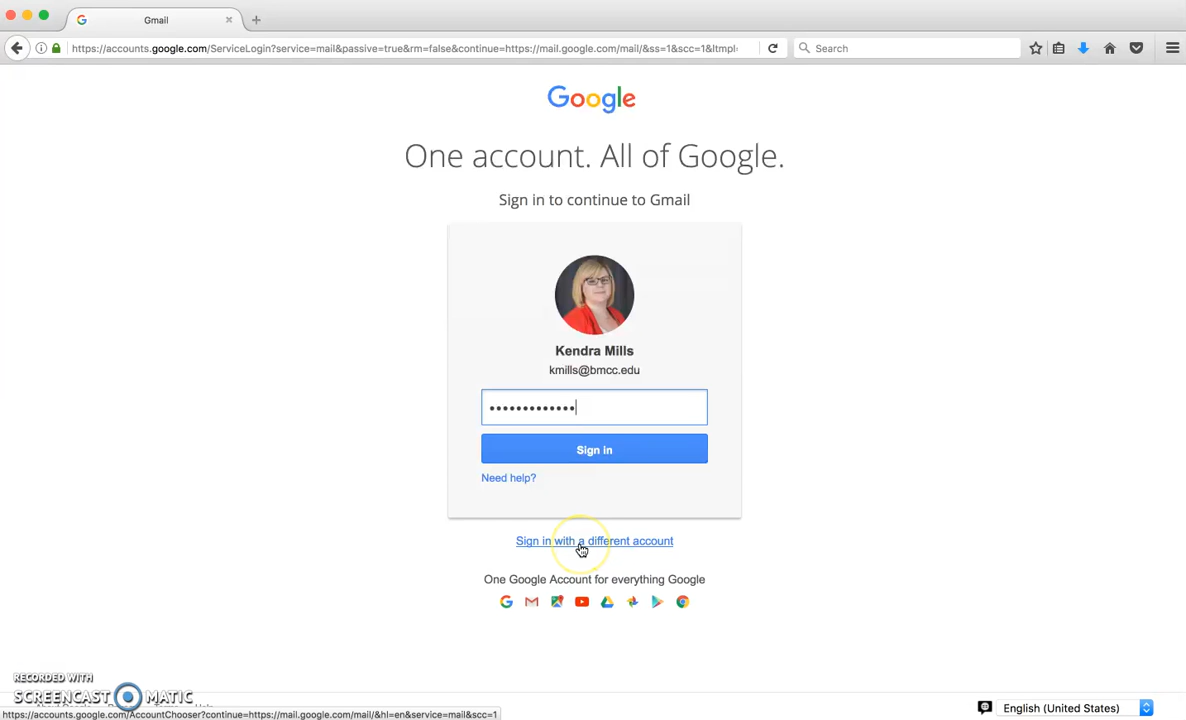 Gmail
https://accounts.google.com/ServiceLogin?service=mail&passive=true&rm=false&continue=https://mail.google.com/mail/&ss=1&scc=1&ltmpl
Search
Google
One account. All of Google.
Sign in to continue to Gmail
Kendra Mills
kmills@bmcc.edu
•••••••••••••
Sign in
Need help?
Sign in with a different account
One Google Account for everything Google
RECORDED WITH
SCREENCAST MATIC
Help
English (United States)
https://accounts.google.com/AccountChooser?continue=https://mail.google.com/mail/&hl=en&service=mail&scc=1